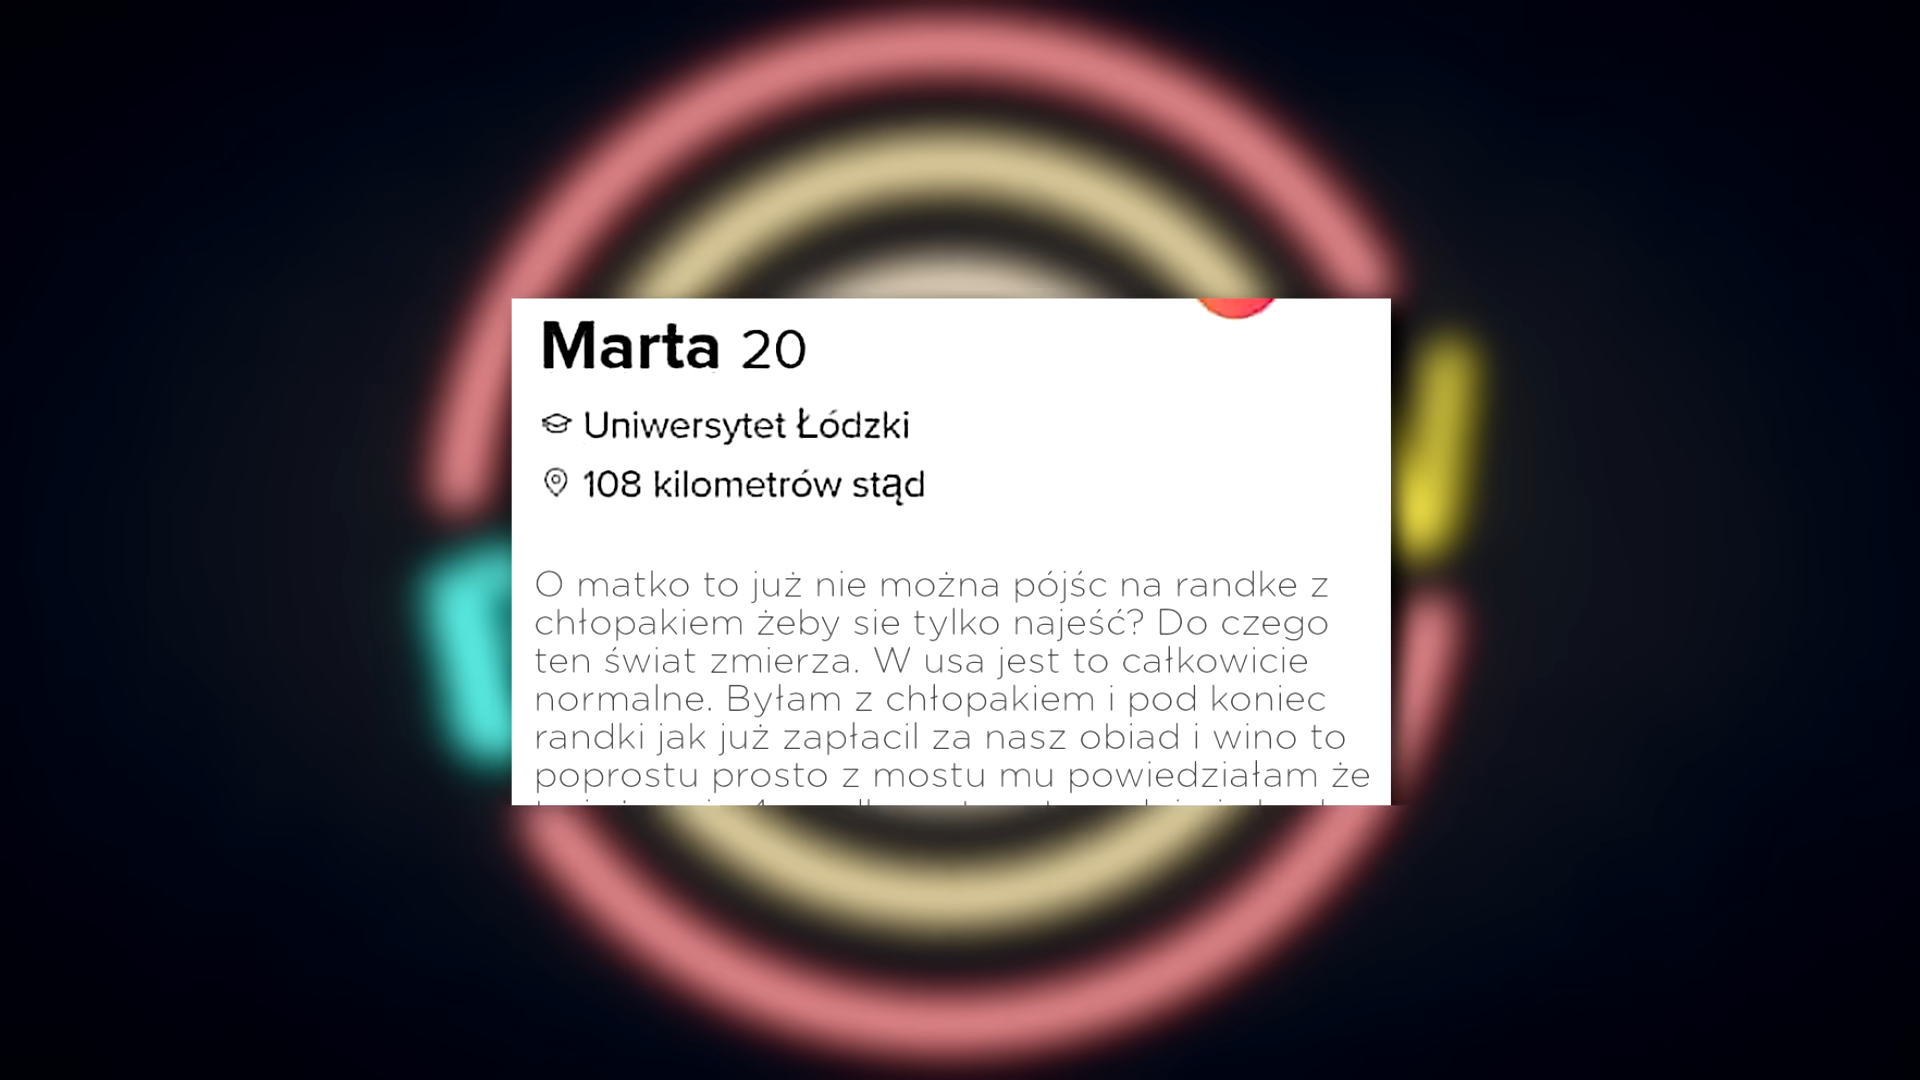 Marta 20
Uniwersytet Łódzki
108 kilometrów stąd
O matko to już nie można pójśc na randke z
chłopakiem żeby sie tylko najeść? Do czego
ten świat zmierza. W usa jest to całkowicie
normalne. Byłam z chłopakiem i pod koniec
randki jak już zapłacil za nasz obiad i wino to
poprostu prosto z mostu mu powiedziałam że